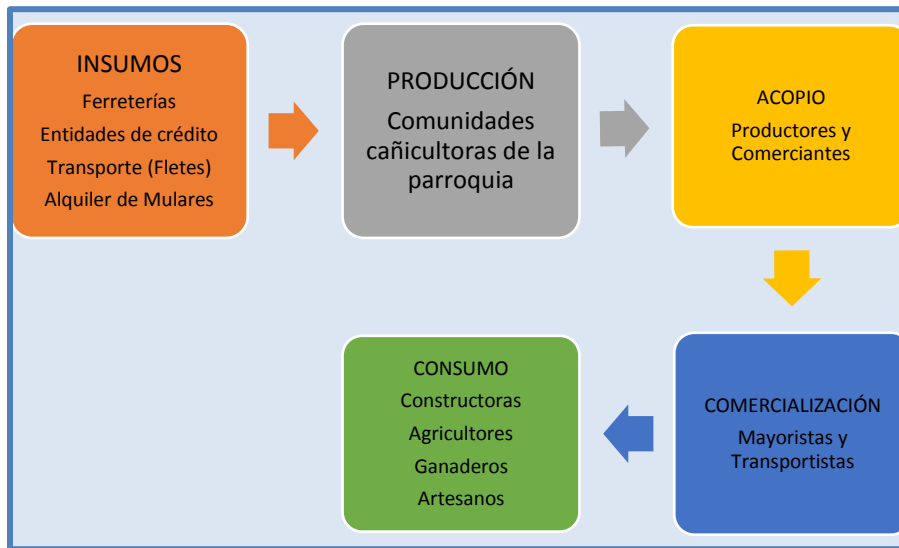 INSUMOS
Ferreterías
Entidades de crédito
Transporte (Fletes)
Alquiler de Mulares
PRODUCCIÓN
Comunidades
cañicultoras de la
parroquia
ACOPIO
Productores y
Comerciantes
COMERCIALIZACIÓN
Mayoristas y
Transportistas
CONSUMO
Constructoras
Agricultores
Ganaderos
Artesanos